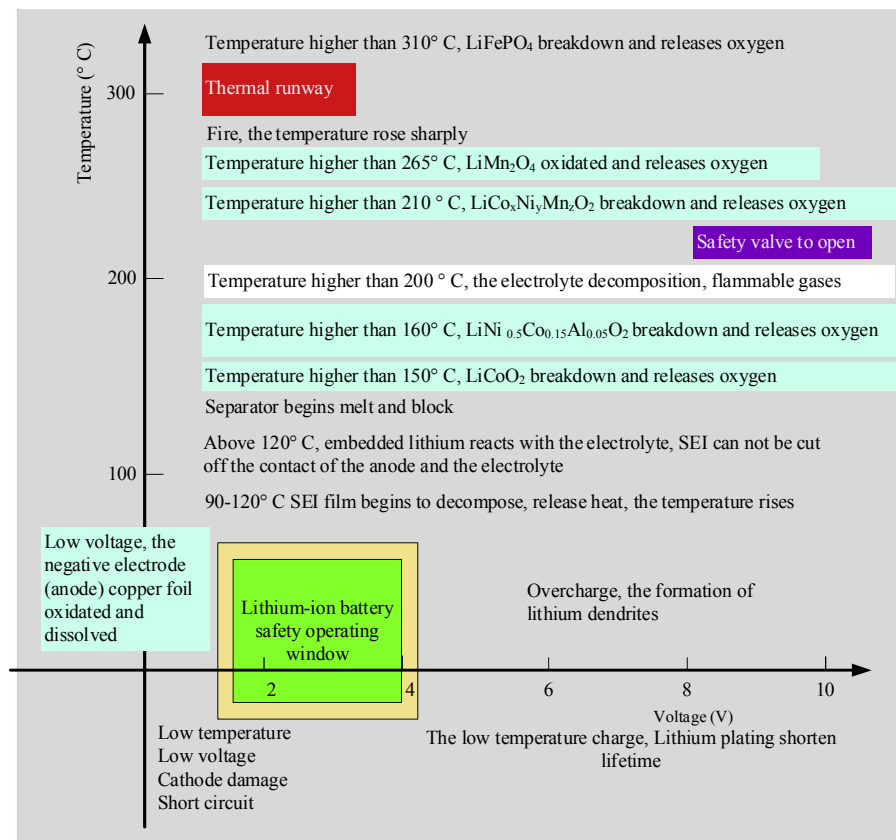 Temperature (° C)
Temperature higher than 310° C, LiFePO4 breakdown and releases oxygen
300
Thermal runway
Fire, the temperature rose sharply
Temperature higher than 265° C, LiMn2O4 oxidated and releases oxygen
Temperature higher than 210 ° C, LiCoxNiyMnzO2 breakdown and releases oxygen
Safety valve to open
200
Temperature higher than 200 ° C, the electrolyte decomposition, flammable gases
Temperature higher than 160° C, LiNi 0.5Co0.15Al0.05O2 breakdown and releases oxygen
Temperature higher than 150° C, LiCoO2 breakdown and releases oxygen
Separator begins melt and block
Above 120° C, embedded lithium reacts with the electrolyte, SEI can not be cut
off the contact of the anode and the electrolyte
100
90-120° C SEI film begins to decompose, release heat, the temperature rises
Low voltage, the
negative electrode
(anode) copper foil
oxidated and
dissolved
Lithium-ion battery
safety operating
window
Overcharge, the formation of
lithium dendrites
2 4 6 8 10
Voltage (V)
Low temperature
Low voltage
Cathode damage
Short circuit
The low temperature charge, Lithium plating shorten
lifetime